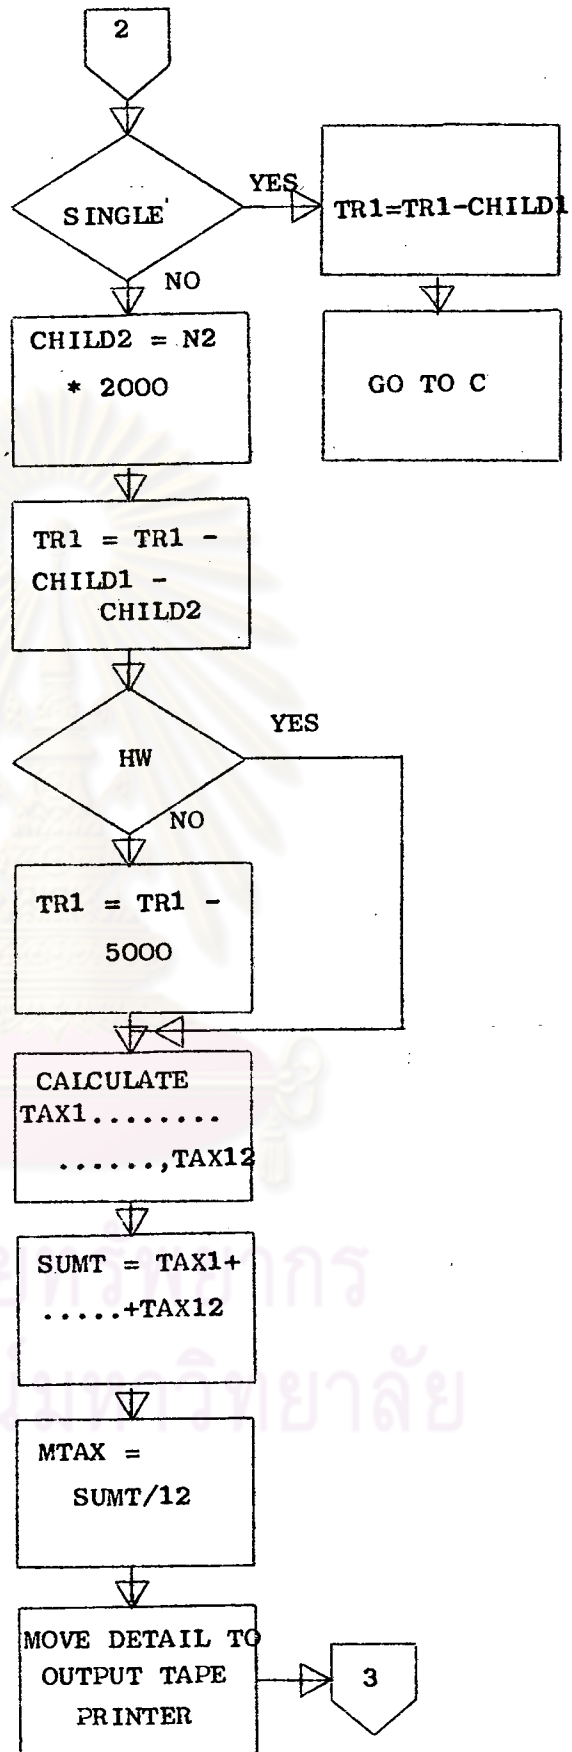 2
SINGLE
YES
TR1=TR1-CHILD1
NO
GO TO C
CHILD2 = N2
* 2000
TR1 = TR1 -
CHILD1 -
CHILD2
YES
HW
NO
TR1 = TR1 -
5000
CALCULATE
TAX1........
......,TAX12
SUMT = TAX1+
.....+TAX12
MTAX =
SUMT/12
MOVE DETAIL TO
OUTPUT TAPE
PRINTER
3